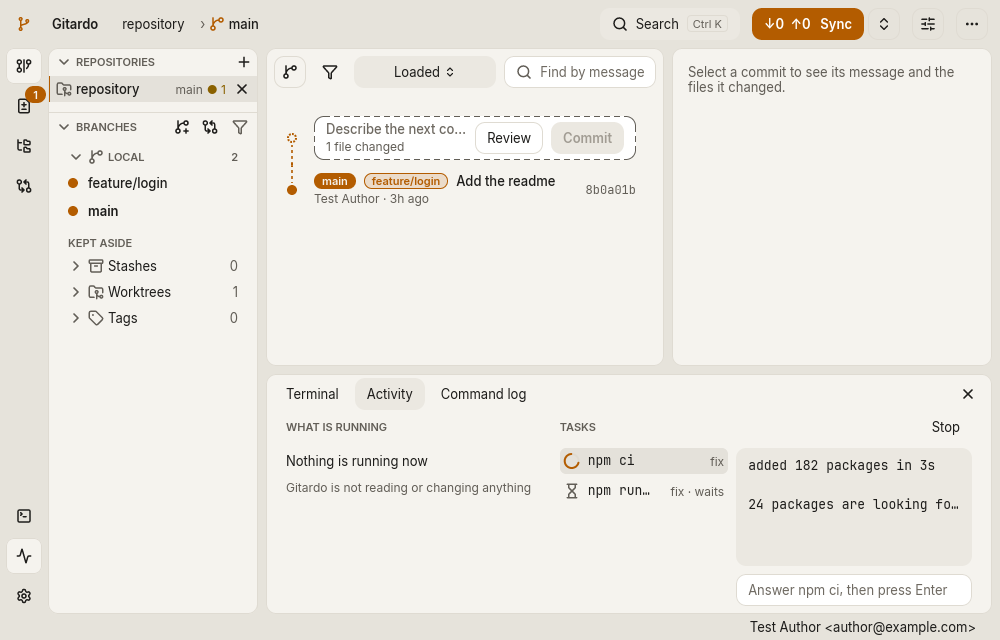 Gitardo repository › main Search Ctrl K ↓0 ↑0 Sync
REPOSITORIES
repository main 1
1
BRANCHES
LOCAL 2
feature/login
main
KEPT ASIDE
Stashes 0
Worktrees 1
Tags 0
Loaded Find by message
Describe the next co…
1 file changed
Review Commit
main feature/login Add the readme
Test Author · 3h ago
8b0a01b
Select a commit to see its message and the
files it changed.
Terminal Activity Command log
WHAT IS RUNNING
Nothing is running now
Gitardo is not reading or changing anything
TASKS
Stop
npm ci fix
npm run… fix · waits
added 182 packages in 3s
24 packages are looking fo…
Answer npm ci, then press Enter
Test Author <author@example.com>